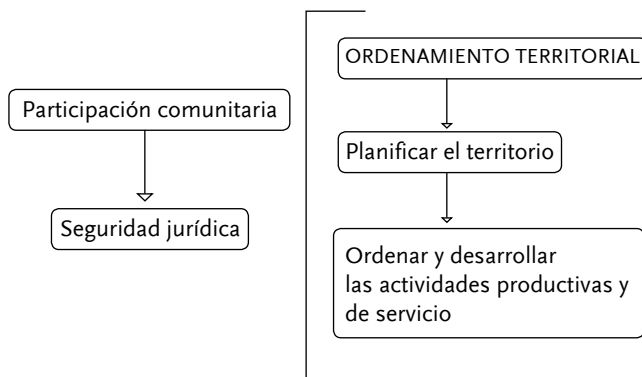 Participación comunitaria
Seguridad jurídica
ORDENAMIENTO TERRITORIAL
Planificar el territorio
Ordenar y desarrollar
las actividades productivas y
de servicio